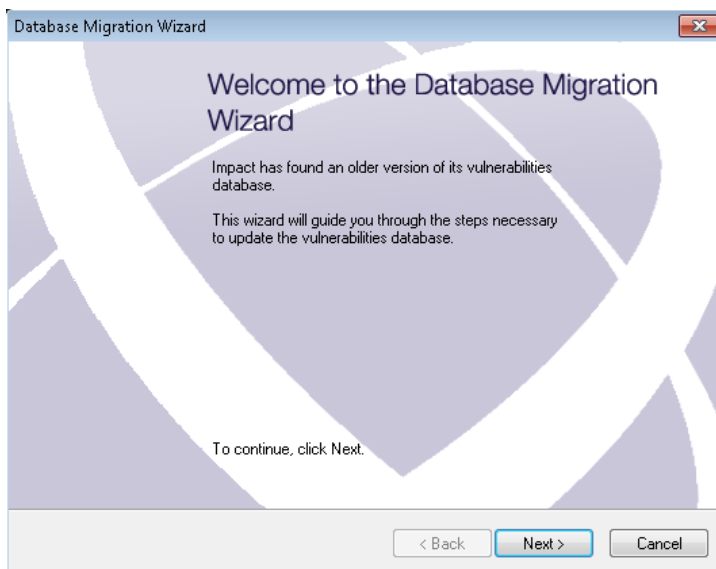 Database Migration Wizard
Welcome to the Database Migration
Wizard
Impact has found an older version of its vulnerabilities
database.
This wizard will guide you through the steps necessary
to update the vulnerabilities database.
To continue, click Next.
< Back Next > Cancel